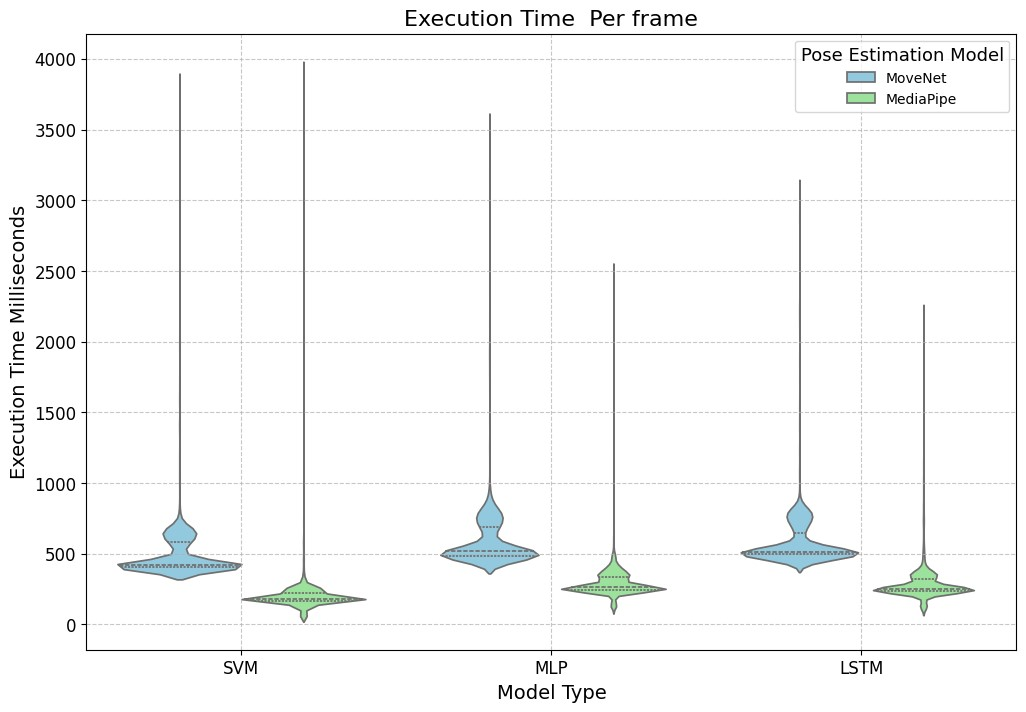 Execution Time  Per frame
Pose Estimation Model
MoveNet
MediaPipe
Execution Time Milliseconds
4000
3500
3000
2500
2000
1500
1000
500
0
SVM
MLP
LSTM
Model Type